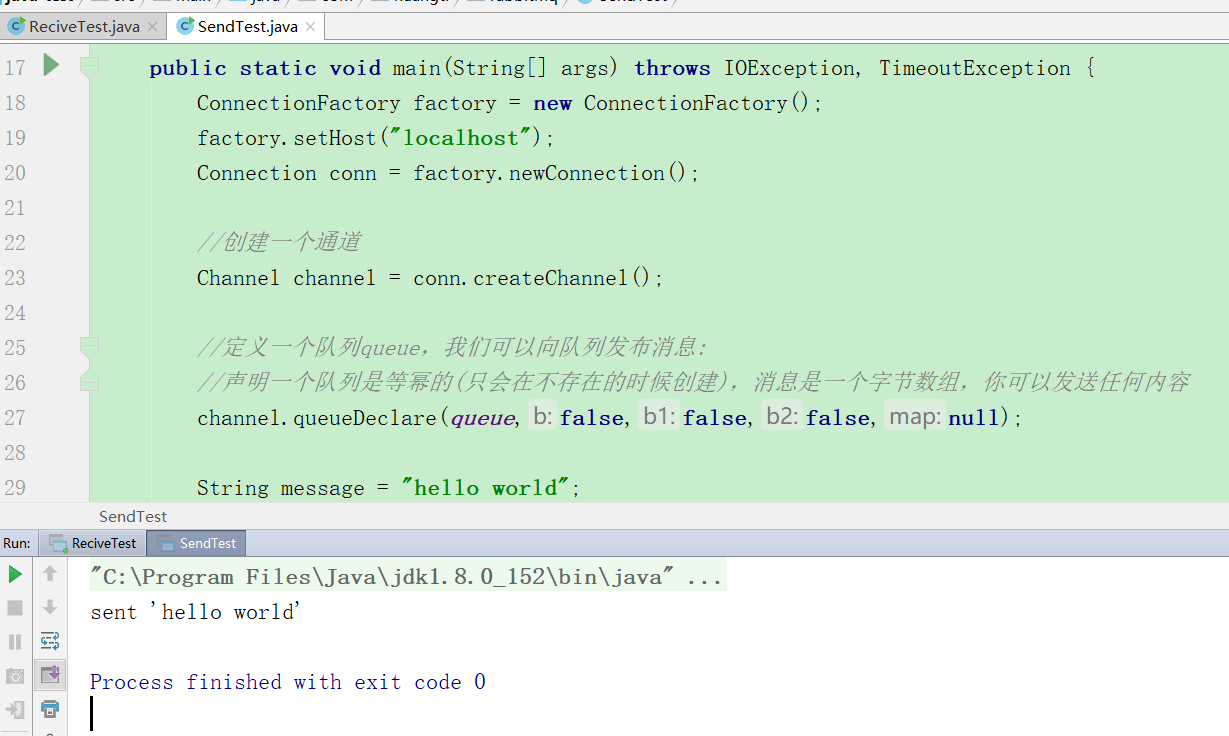 ReciveTest.java × SendTest.java ×
17 public static void main(String[] args) throws IOException, TimeoutException {
18 ConnectionFactory factory = new ConnectionFactory();
19 factory.setHost("localhost");
20 Connection conn = factory.newConnection();
21
22 //创建一个通道
23 Channel channel = conn.createChannel();
24
25 //定义一个队列queue，我们可以向队列发布消息:
26 //声明一个队列是等幂的(只会在不存在的时候创建)，消息是一个字节数组，你可以发送任何内容
27 channel.queueDeclare(queue, b: false, b1: false, b2: false, map: null);
28
29 String message = "hello world";
SendTest
Run: ReciveTest SendTest
"C:\Program Files\Java\jdk1.8.0_152\bin\java" ...
sent 'hello world'
Process finished with exit code 0